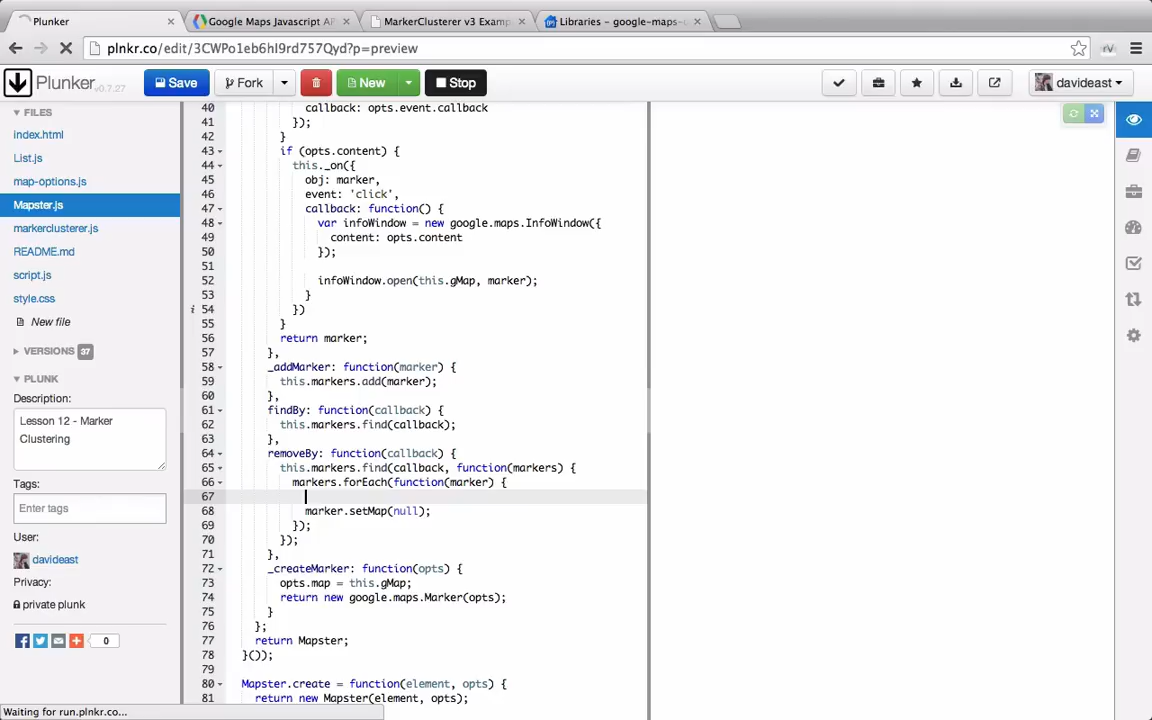 Plunker
Google Maps Javascript AP
MarkerClusterer v3 Examp
Libraries - google-maps-
plnkr.co/edit/3CWPo1eb6hI9rd757Qyd?p=preview
Plunker v0.7.27
Save
Fork
New
Stop
davideast
FILES
index.html
List.js
map-options.js
Mapster.js
markerclusterer.js
README.md
script.js
style.css
New file
VERSIONS 37
PLUNK
Description:
Lesson 12 - Marker
Clustering
Tags:
Enter tags
User:
davideast
Privacy:
private plunk
0
Waiting for run.plnkr.co...
40 callback: opts.event.callback
41 });
42 }
43 if (opts.content) {
44 this._on({
45 obj: marker,
46 event: 'click',
47 callback: function() {
48 var infoWindow = new google.maps.InfoWindow({
49 content: opts.content
50 });
51
52 infoWindow.open(this.gMap, marker);
53 }
54 })
55 }
56 return marker;
57 },
58 _addMarker: function(marker) {
59 this.markers.add(marker);
60 },
61 findBy: function(callback) {
62 this.markers.find(callback);
63 },
64 removeBy: function(callback) {
65 this.markers.find(callback, function(markers) {
66 markers.forEach(function(marker) {
67
68 marker.setMap(null);
69 });
70 });
71 },
72 _createMarker: function(opts) {
73 opts.map = this.gMap;
74 return new google.maps.Marker(opts);
75 }
76 };
77 return Mapster;
78 }());
79
80 Mapster.create = function(element, opts) {
81 return new Mapster(element, opts);